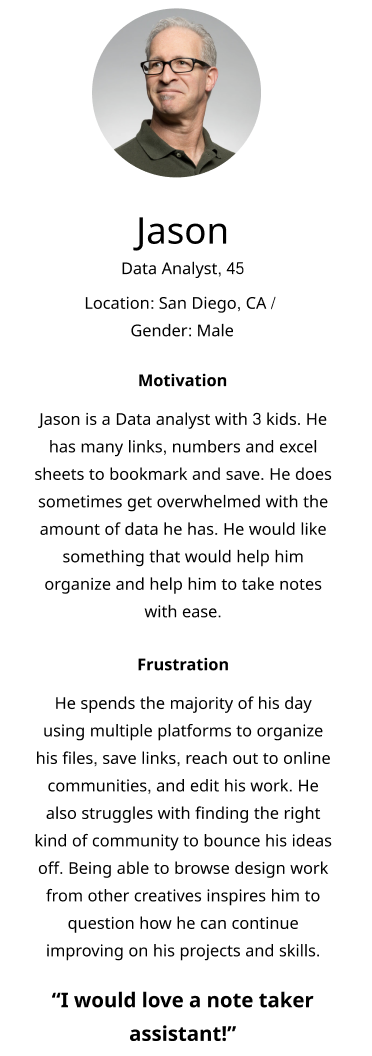 Jason
Data Analyst, 45
Location: San Diego, CA /
Gender: Male
Motivation
Jason is a Data analyst with 3 kids. He
has many links, numbers and excel
sheets to bookmark and save. He does
sometimes get overwhelmed with the
amount of data he has. He would like
something that would help him
organize and help him to take notes
with ease.
Frustration
He spends the majority of his day
using multiple platforms to organize
his files, save links, reach out to online
communities, and edit his work. He
also struggles with finding the right
kind of community to bounce his ideas
off. Being able to browse design work
from other creatives inspires him to
question how he can continue
improving on his projects and skills.
“I would love a note taker
assistant!”